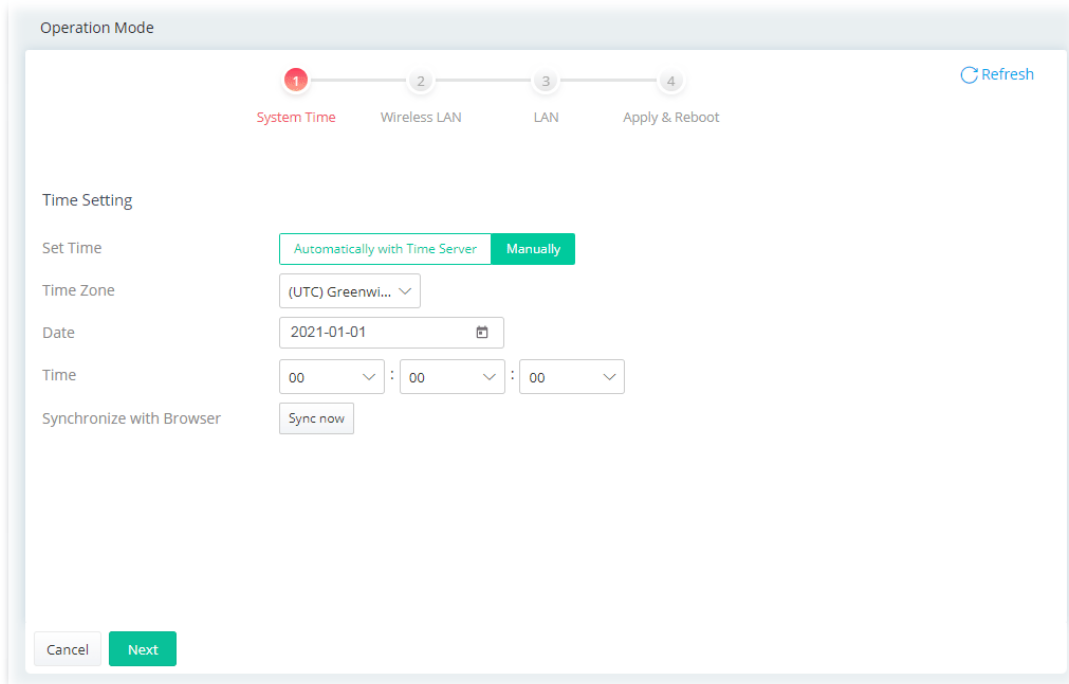 Operation Mode
1 2 3 4
Refresh
System Time Wireless LAN LAN Apply & Reboot
Time Setting
Set Time Automatically with Time Server Manually
Time Zone (UTC) Greenwi...
Date 2021-01-01
Time 00 : 00 : 00
Synchronize with Browser Sync now
Cancel Next